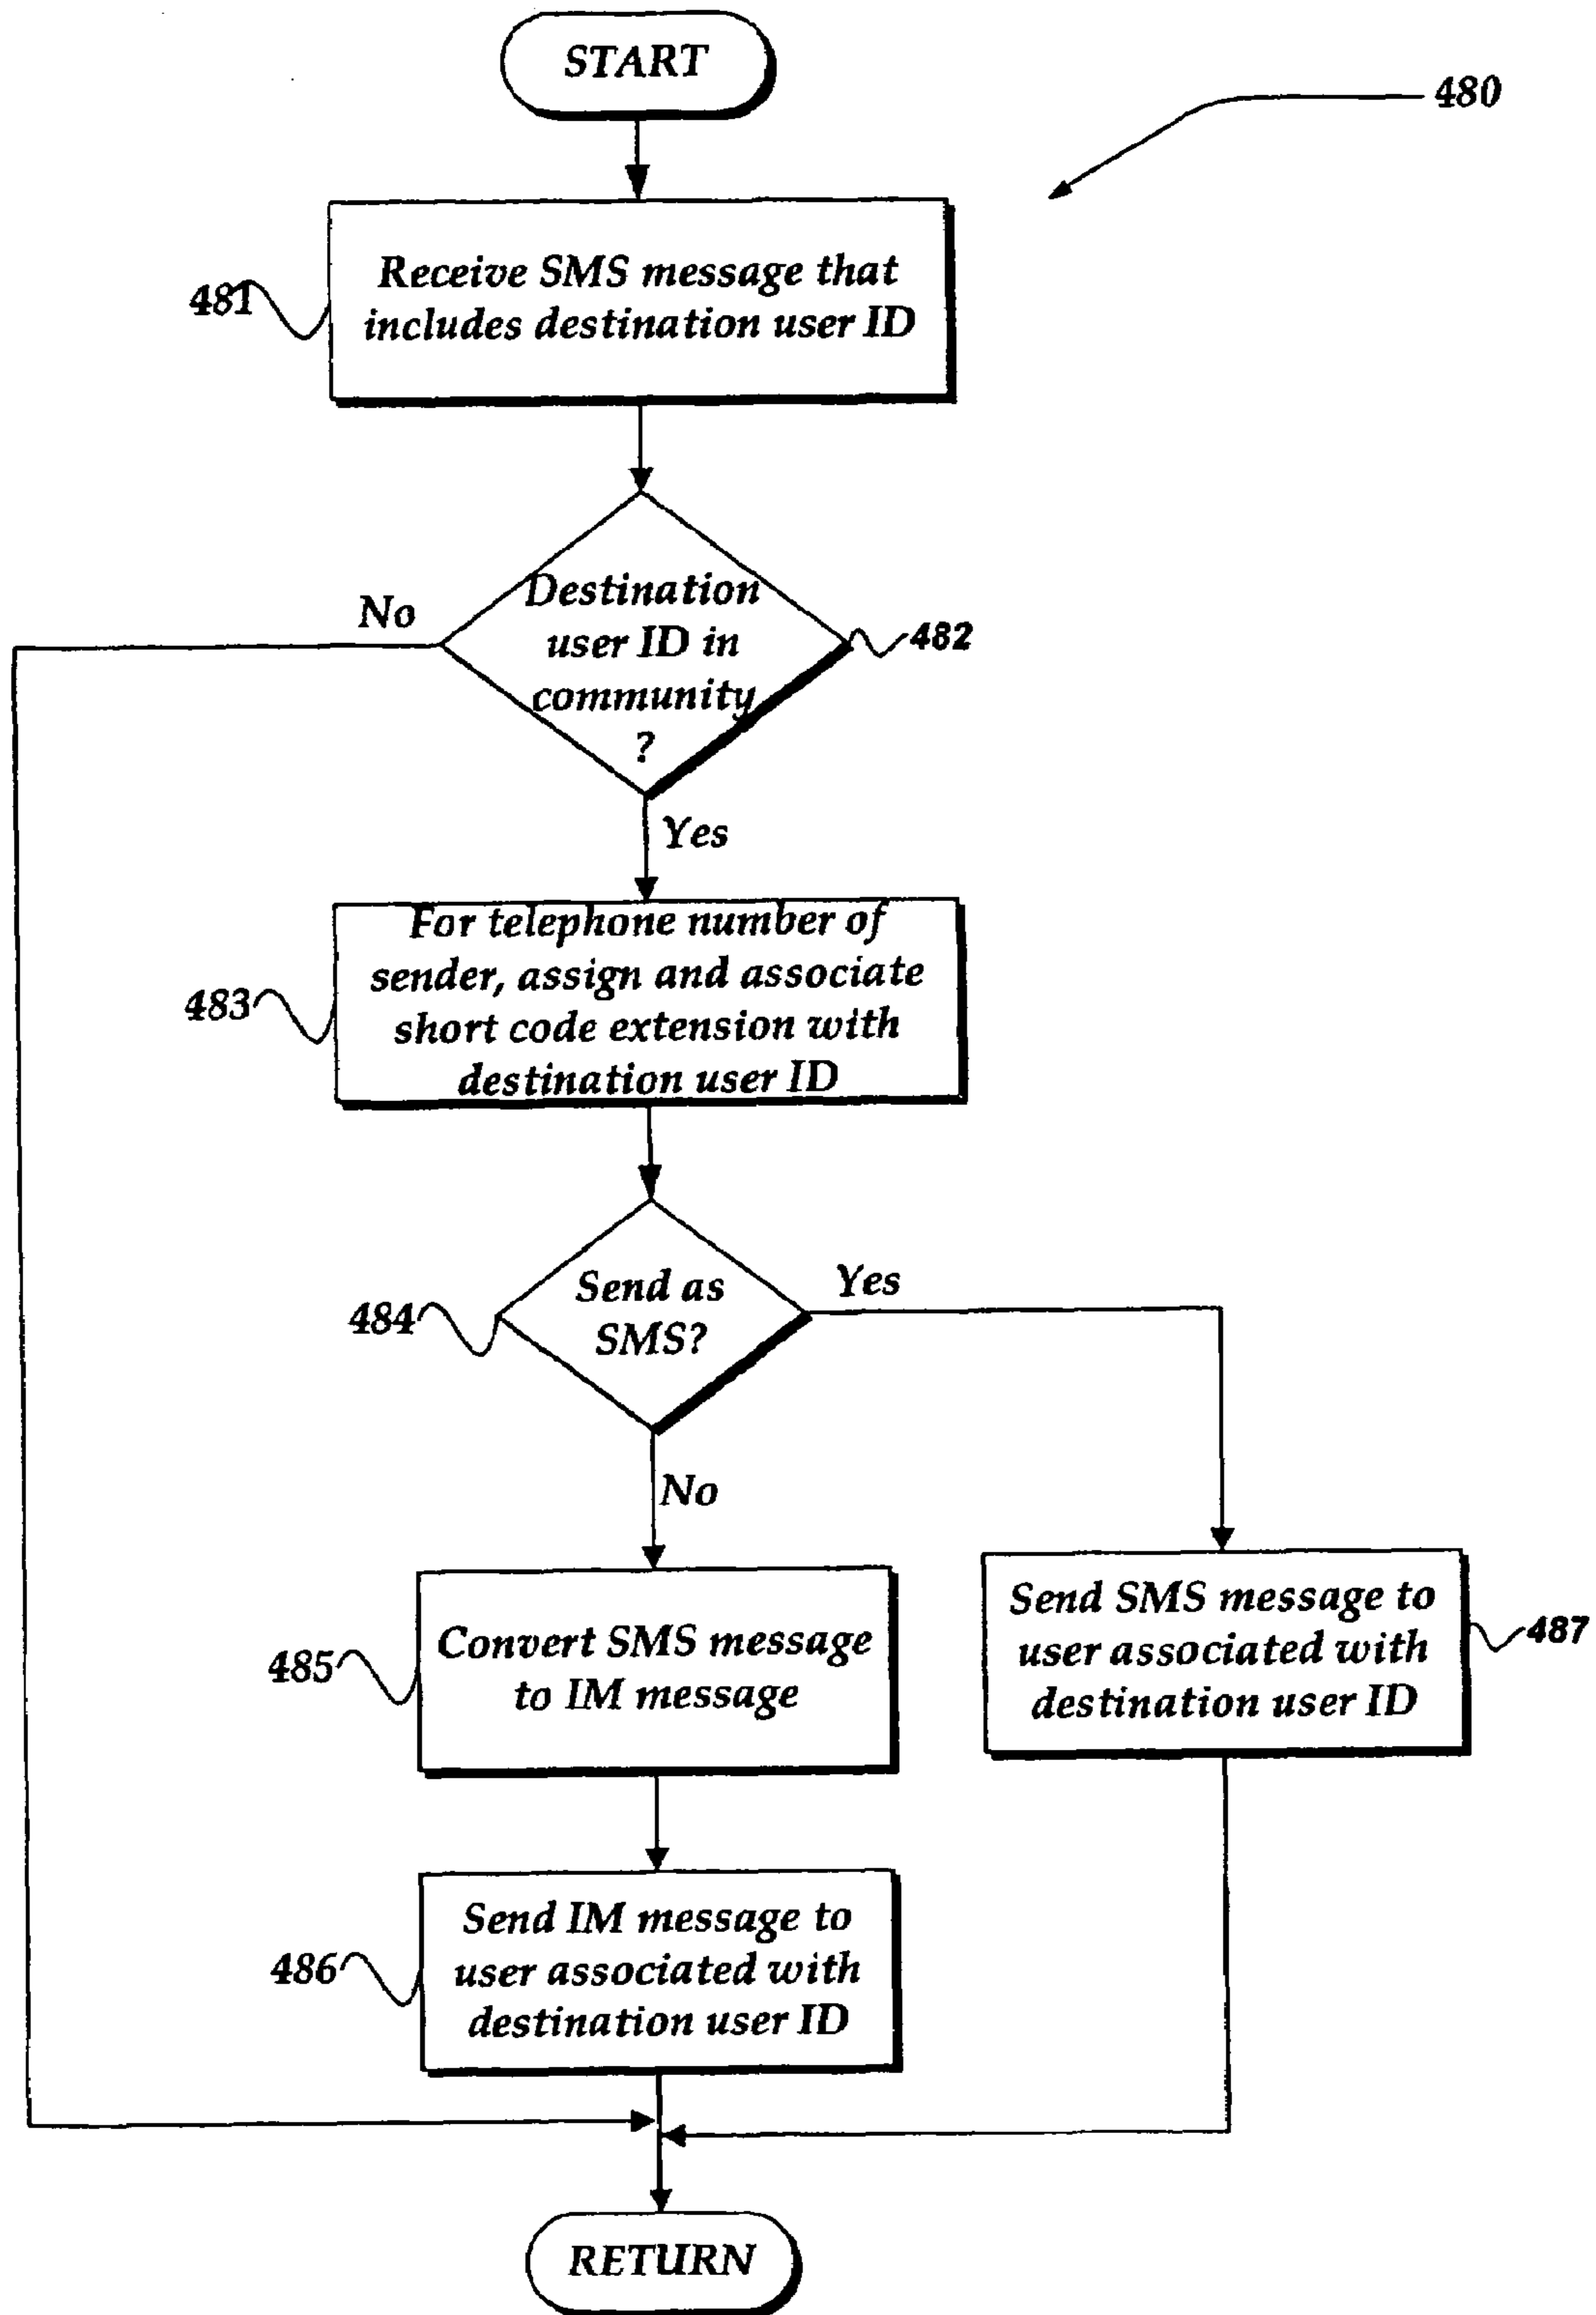 START
480
Receive SMS message that
includes destination user ID
481
Destination
user ID in
community
?
482
No
Yes
For telephone number of
sender, assign and associate
short code extension with
destination user ID
483
Send as
SMS?
484
Yes
No
Convert SMS message
to IM message
485
Send SMS message to
user associated with
destination user ID
487
Send IM message to
user associated with
destination user ID
486
RETURN